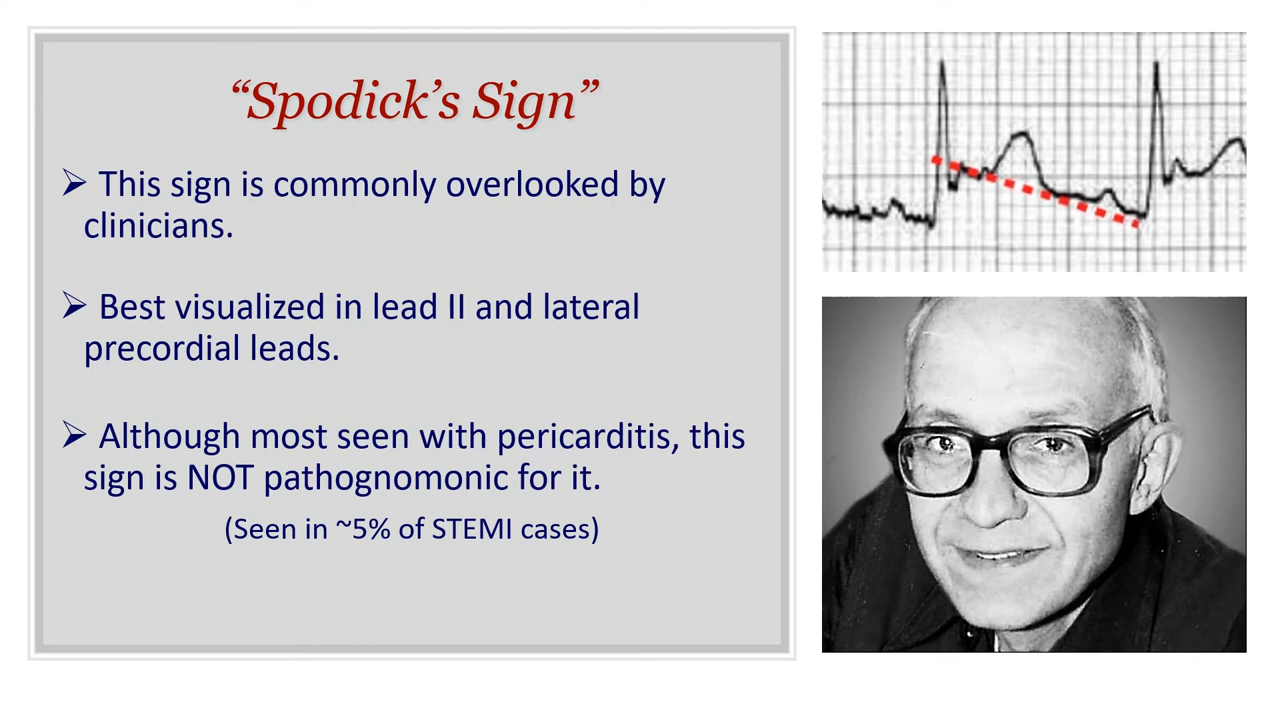 “Spodick’s Sign”
➢ This sign is commonly overlooked by
clinicians.
➢ Best visualized in lead II and lateral
precordial leads.
➢ Although most seen with pericarditis, this
sign is NOT pathognomonic for it.
(Seen in ~5% of STEMI cases)